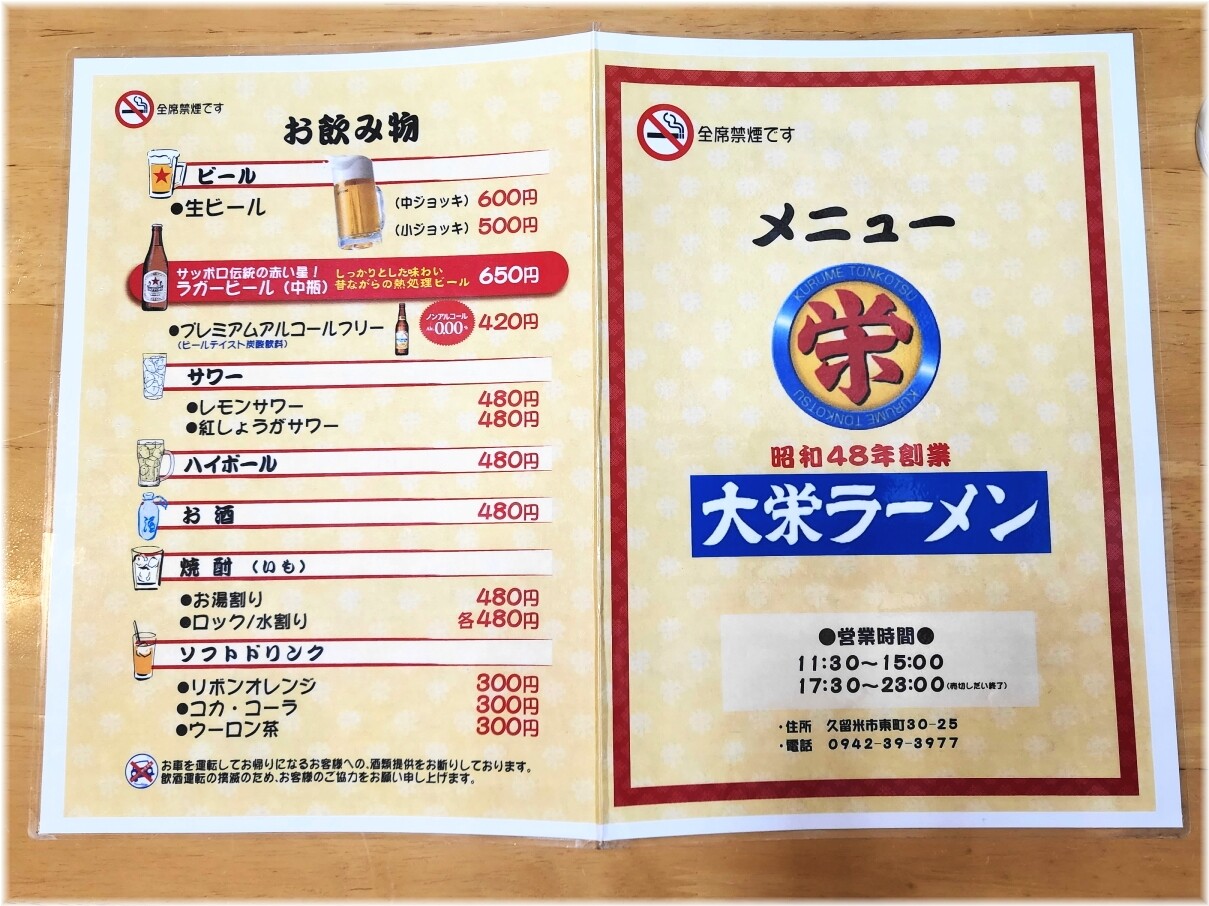 全席禁煙です
お飲み物
ビール
●生ビール
(中ジョッキ) 600円
(小ジョッキ) 500円
サッポロ伝統の赤い星!
ラガービール(中瓶)
しっかりとした味わい
昔ながらの熱処理ビール
650円
●プレミアムアルコールフリー
(ビールテイスト炭酸飲料)
ノンアルコール
Alc.0.00%
420円
サワー
●レモンサワー 480円
●紅しょうがサワー 480円
ハイボール 480円
お酒 480円
酒
焼酎 (いも)
●お湯割り 480円
●ロック/水割り 各480円
ソフトドリンク
●リボンオレンジ 300円
●コカ・コーラ 300円
●ウーロン茶 300円
お車を運転してお帰りになるお客様への、酒類提供をお断りしております。
飲酒運転の撲滅のため、お客様のご協力をお願い申し上げます。
全席禁煙です
メニュー
KURUME TONKOTSU
栄
KURUME TONKOTSU
昭和48年創業
大栄ラーメン
●営業時間●
11:30〜15:00
17:30〜23:00(売切しだい終了)
・住所 久留米市東町30-25
・電話 0942-39-3977